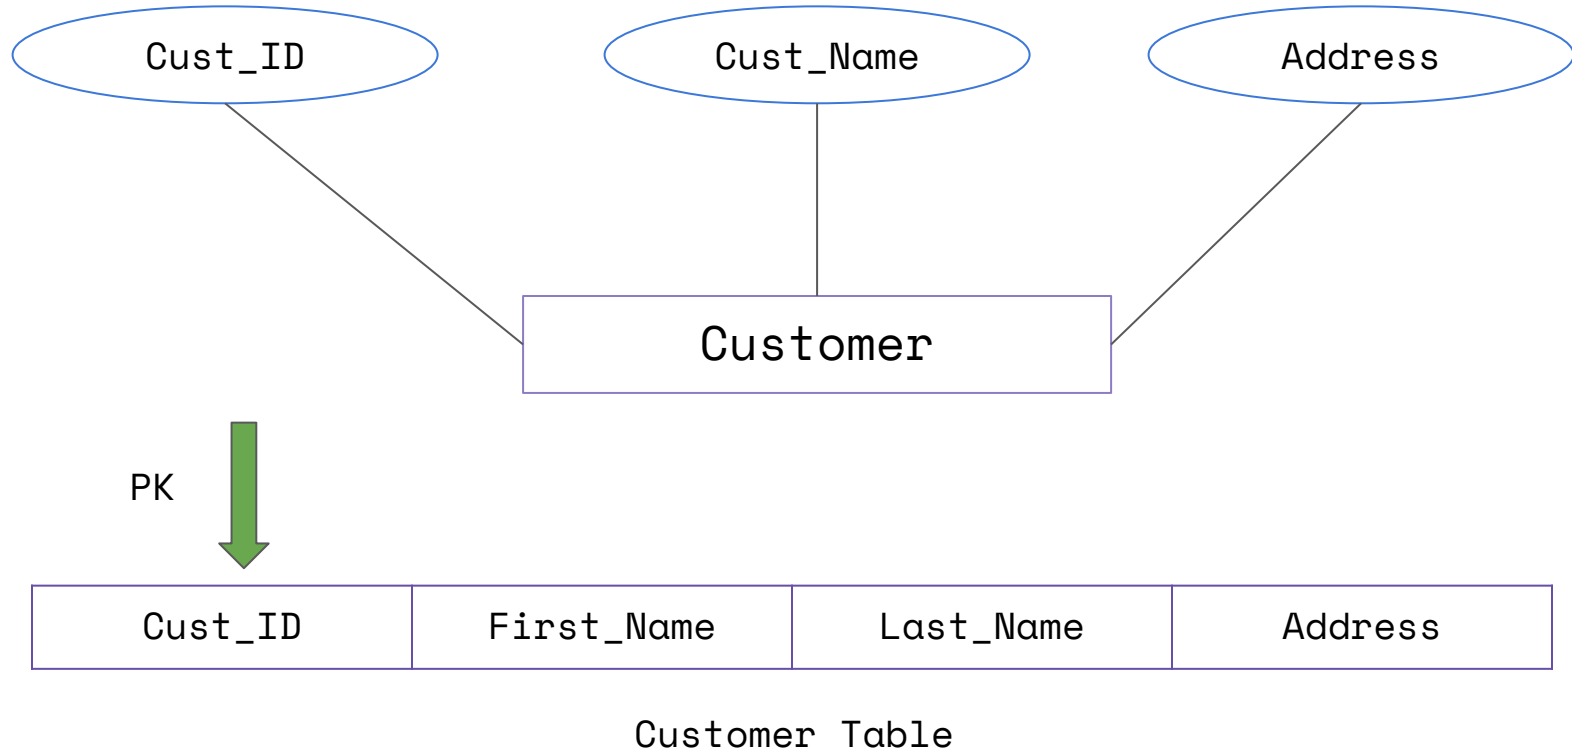 Cust_ID
Cust_Name
Address
Customer
PK
Cust_ID
First_Name
Last_Name
Address
Customer Table